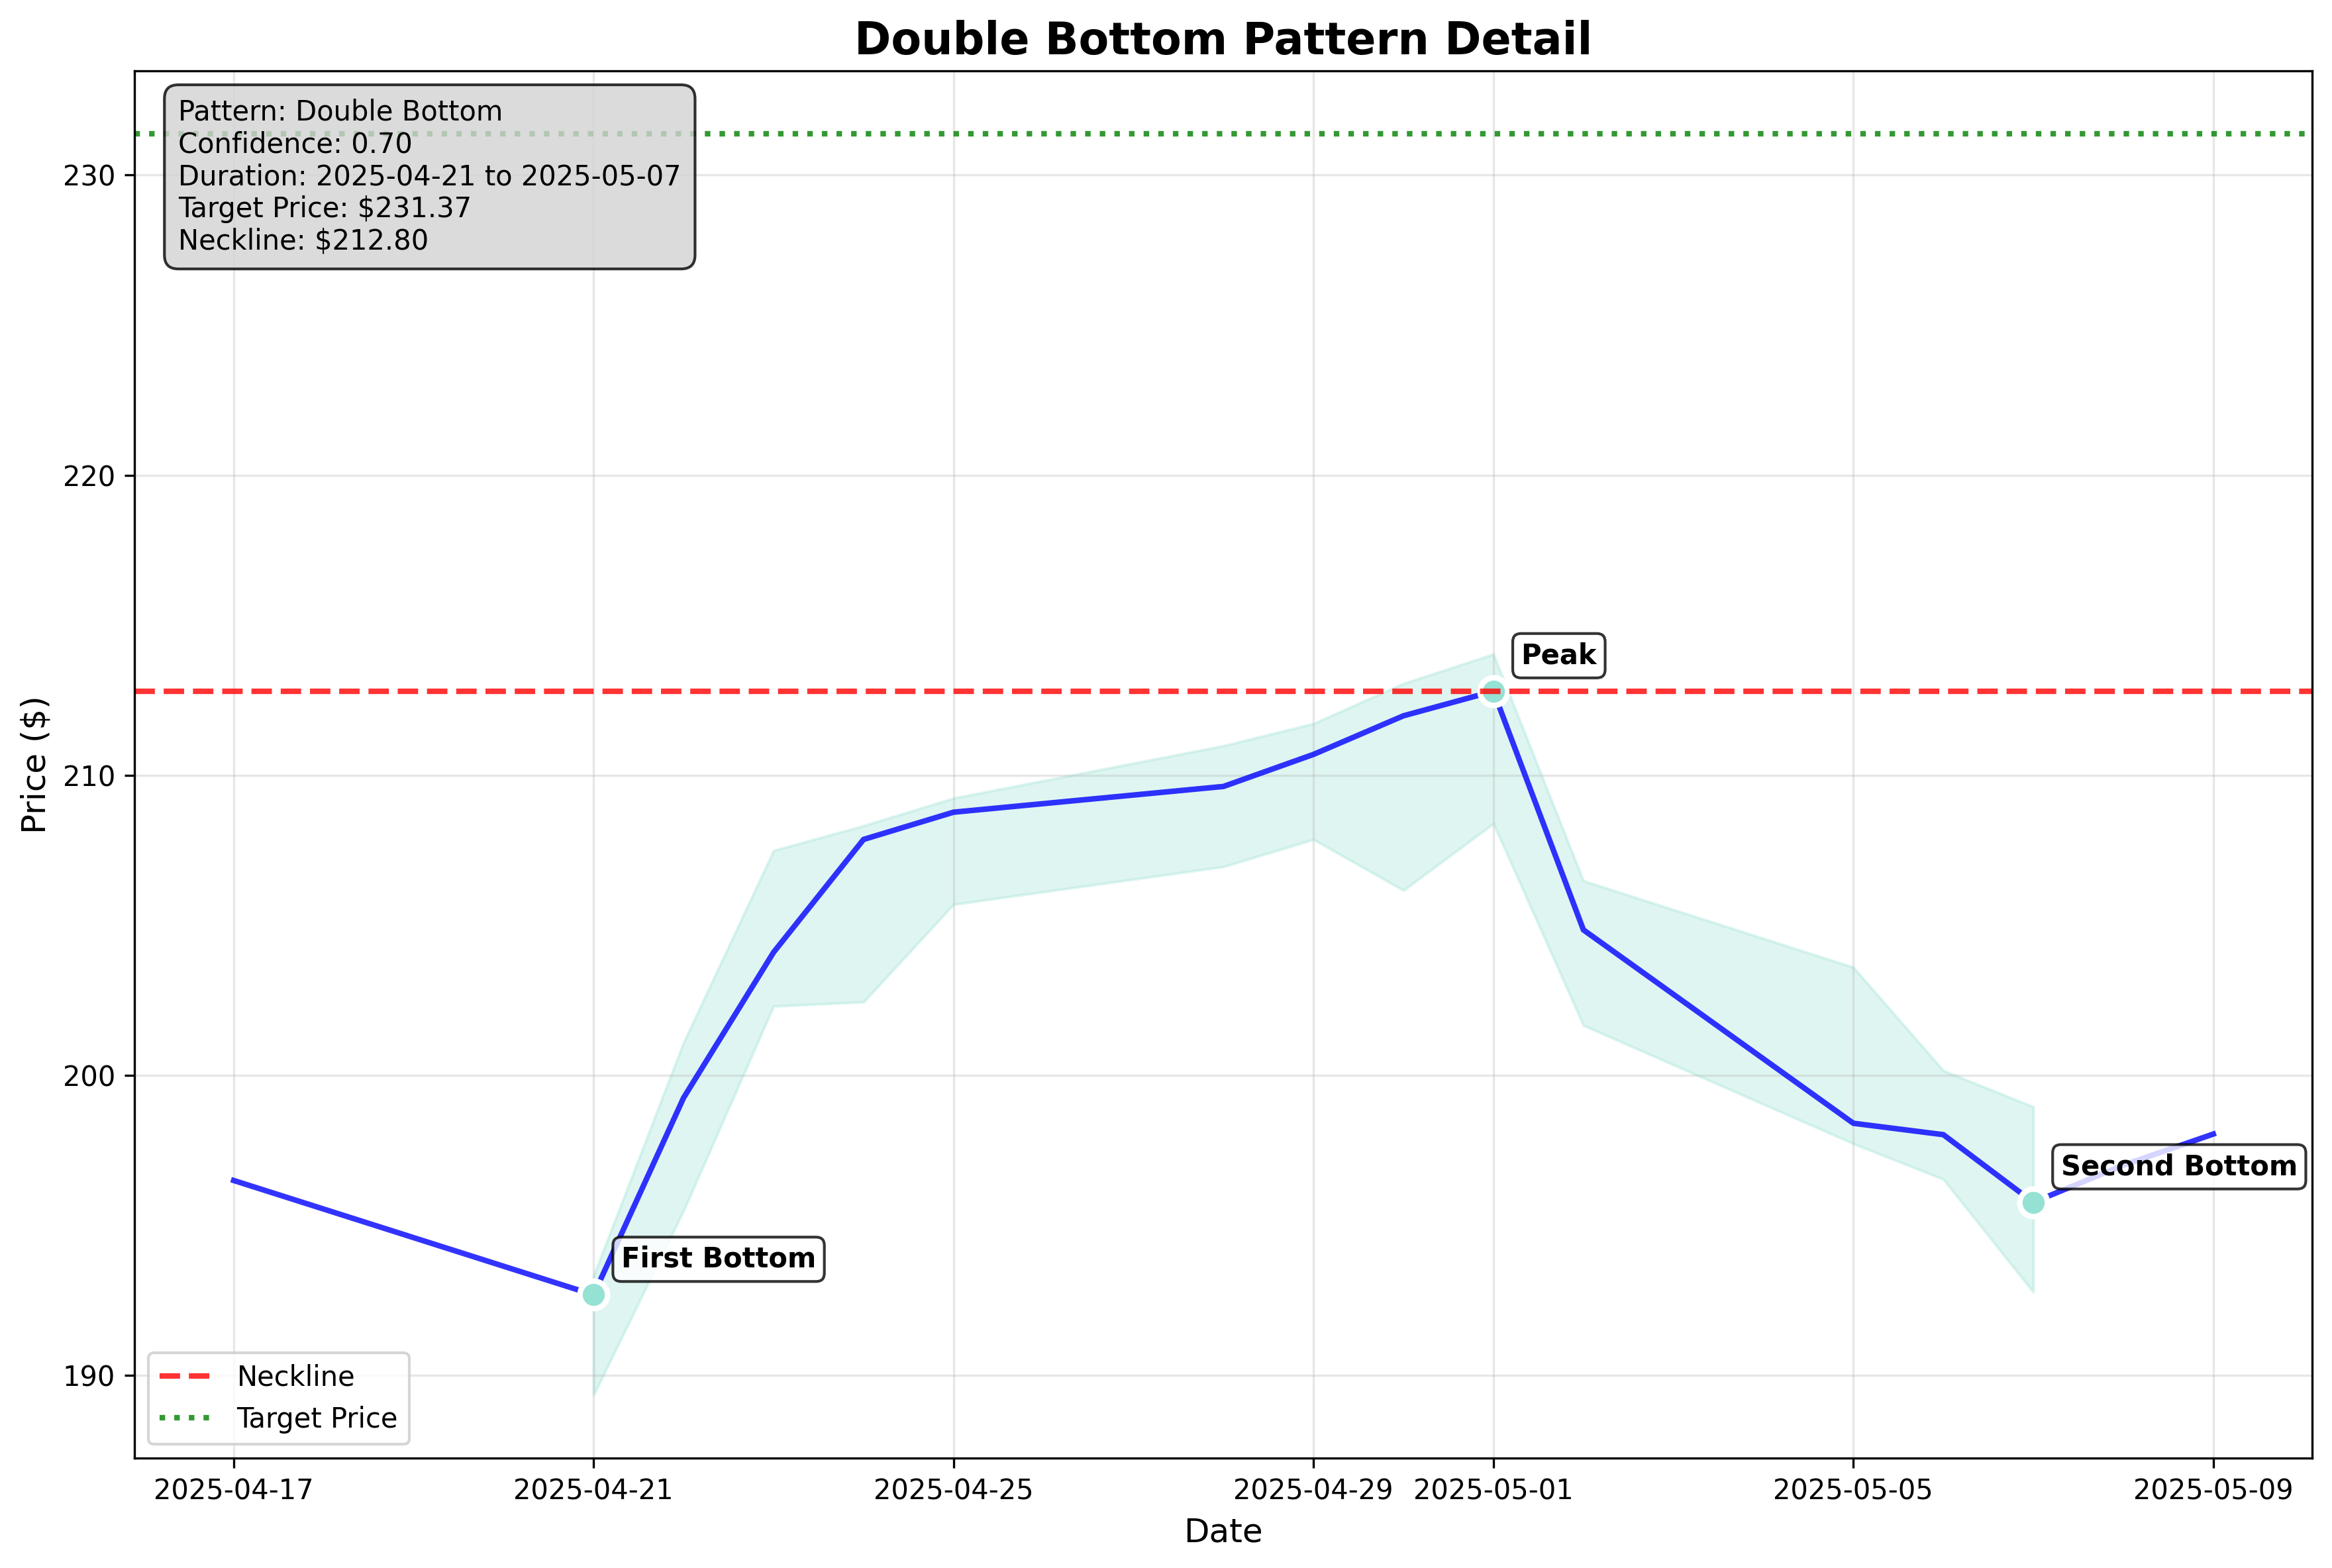 Double Bottom Pattern Detail
Pattern: Double Bottom
Confidence: 0.70
Duration: 2025-04-21 to 2025-05-07
Target Price: $231.37
Neckline: $212.80
230
220
210
200
190
Price ($)
Peak
Second Bottom
First Bottom
Neckline
Target Price
2025-04-17
2025-04-21
2025-04-25
2025-04-29
2025-05-01
2025-05-05
2025-05-09
Date